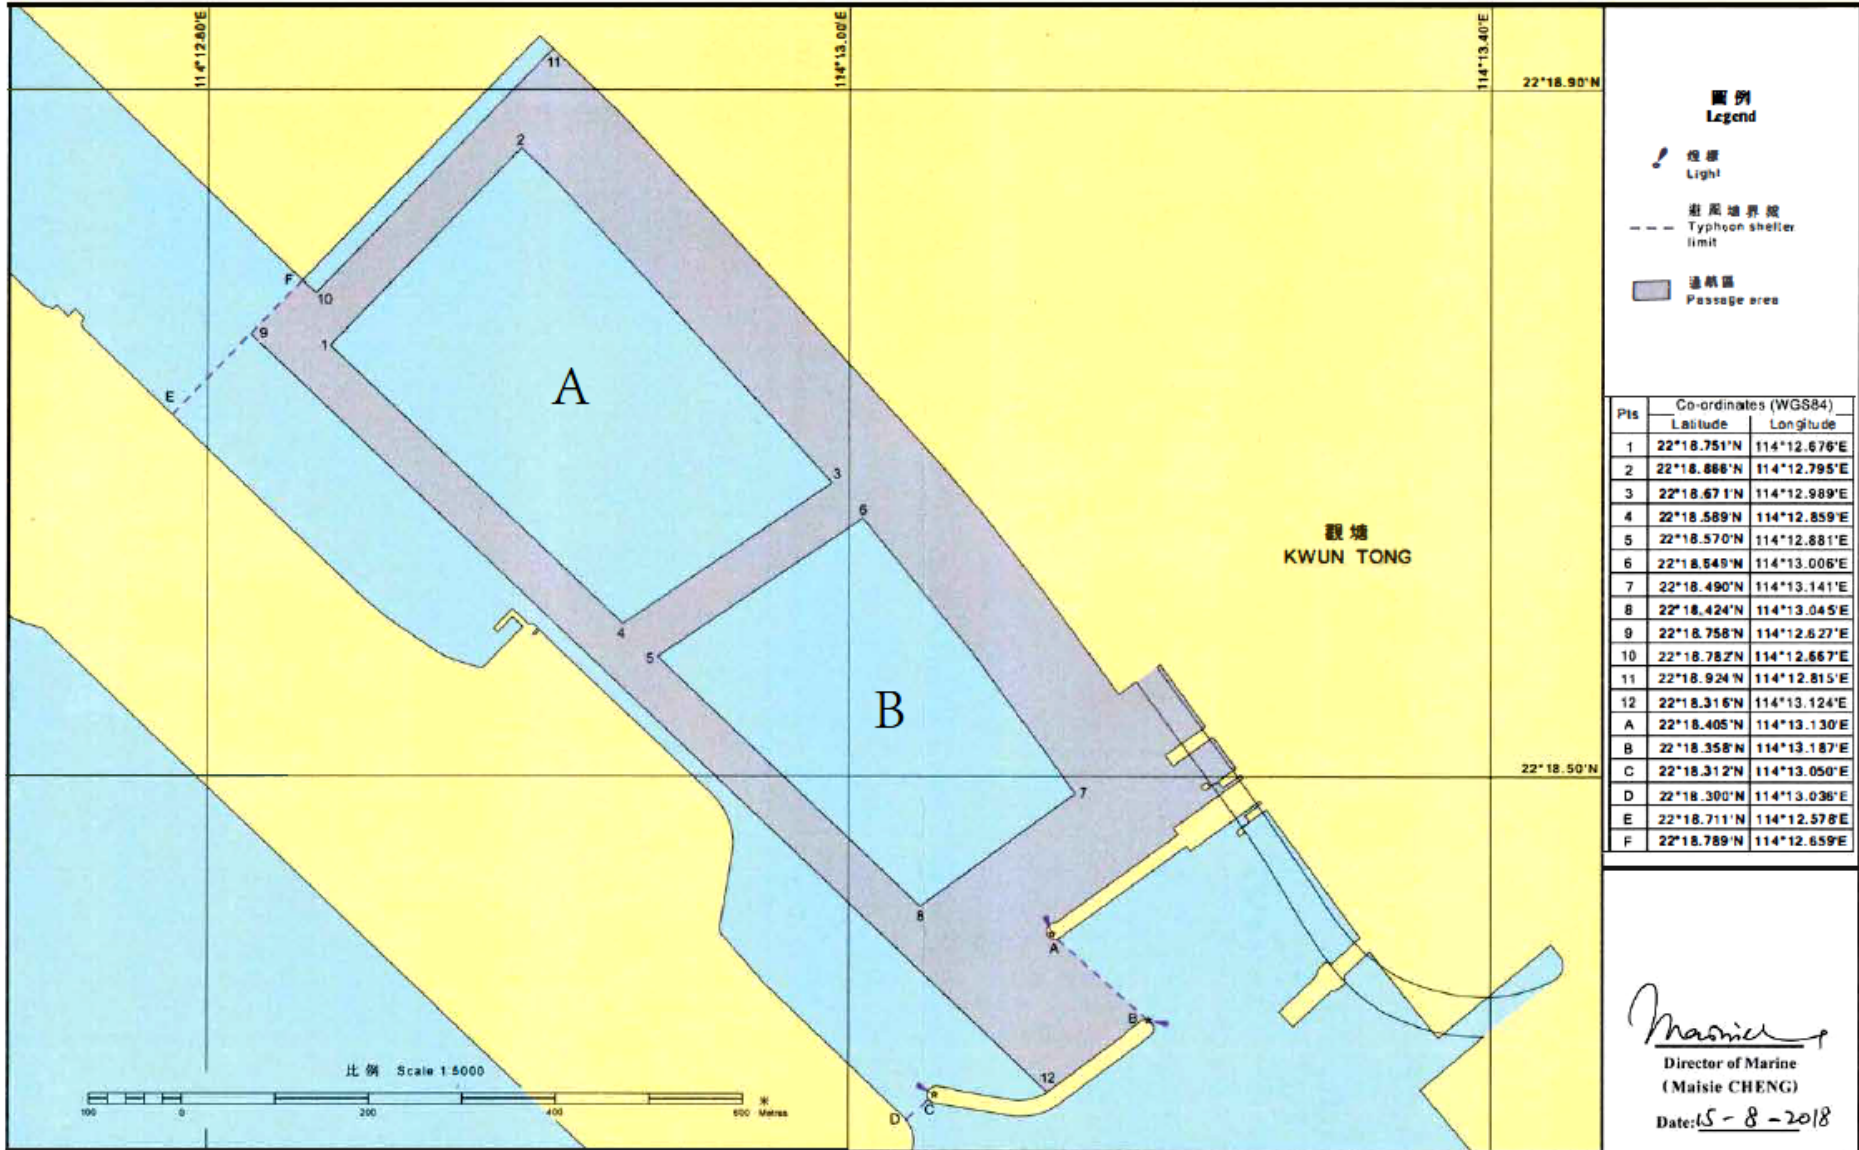 114°12.60'E
114°13.00'E
114°13.40'E
22°18.90'N
22°18.50'N
11
2
F
10
9
1
E
A
3
6
4
5
B
7
8
A
B
12
C
D
觀塘
KWUN TONG
比例 Scale 1:5000
100 0 200 400 600 米 Metres
圖例
Legend
燈標
Light
避風塘界線
Typhoon shelter
limit
通航區
Passage area
Pts Co-ordinates (WGS84)
Latitude Longitude
1 22°18.751'N 114°12.676'E
2 22°18.866'N 114°12.795'E
3 22°18.671'N 114°12.989'E
4 22°18.589'N 114°12.859'E
5 22°18.570'N 114°12.881'E
6 22°18.649'N 114°13.006'E
7 22°18.490'N 114°13.141'E
8 22°18.424'N 114°13.045'E
9 22°18.758'N 114°12.627'E
10 22°18.782'N 114°12.667'E
11 22°18.924'N 114°12.815'E
12 22°18.316'N 114°13.124'E
A 22°18.405'N 114°13.130'E
B 22°18.358'N 114°13.187'E
C 22°18.312'N 114°13.050'E
D 22°18.300'N 114°13.036'E
E 22°18.711'N 114°12.578'E
F 22°18.789'N 114°12.659'E
Director of Marine
(Maisie CHENG)
Date: 15-8-2018